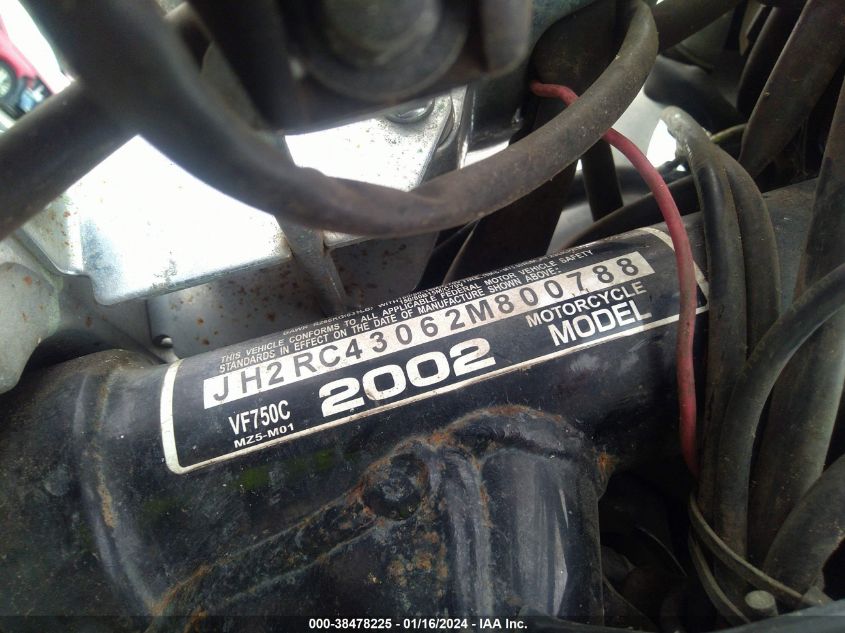 THIS VEHICLE CONFORMS TO ALL APPLICABLE FEDERAL MOTOR VEHICLE SAFETY
STANDARDS IN EFFECT ON THE DATE OF MANUFACTURE SHOWN ABOVE:
JH2RC43062M800788
VF750C 2002 MOTORCYCLE
MZ5-M01 MODEL
000-38478225 - 01/16/2024 - IAA Inc.